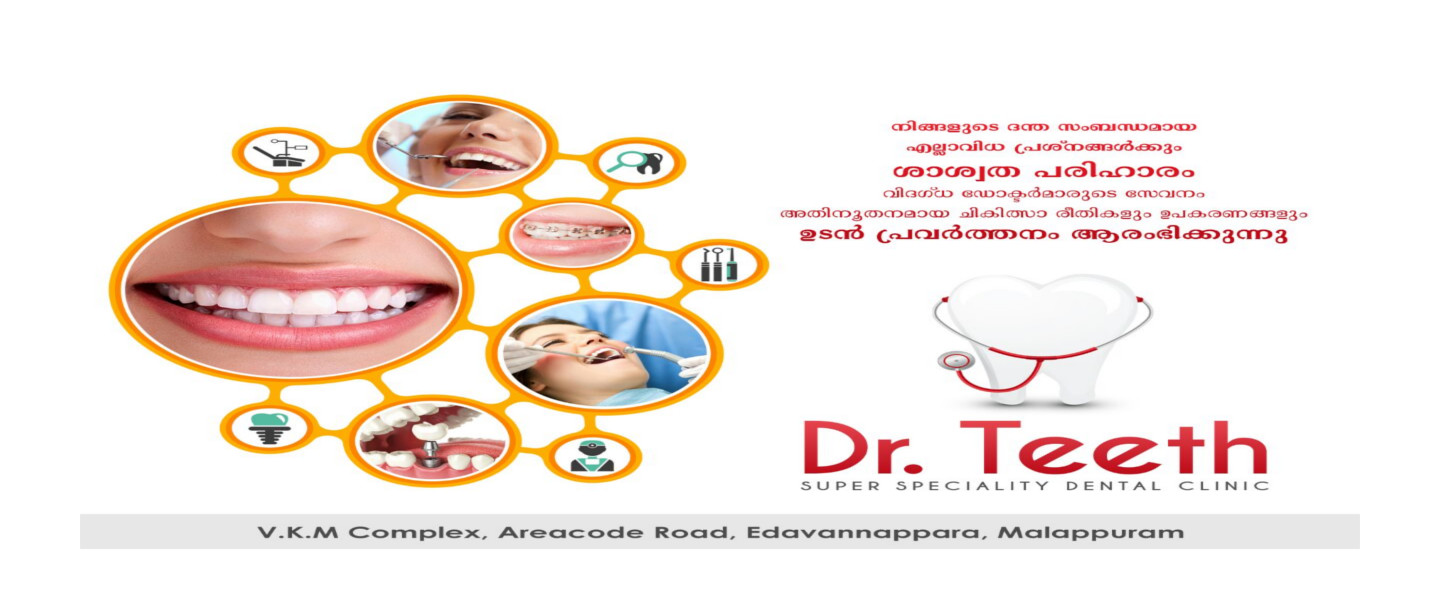 നിങ്ങളുടെ ദന്ത സംബന്ധമായ
എല്ലാവിധ പ്രശ്നങ്ങൾക്കും
ശാശ്വത പരിഹാരം
വിദഗ്ധ ഡോക്ടർമാരുടെ സേവനം
അതിനൂതനമായ ചികിത്സാ രീതികളും ഉപകരണങ്ങളും
ഉടൻ പ്രവർത്തനം ആരംഭിക്കുന്നു
Dr. Teeth
SUPER SPECIALITY DENTAL CLINIC
V.K.M Complex, Areacode Road, Edavannappara, Malappuram